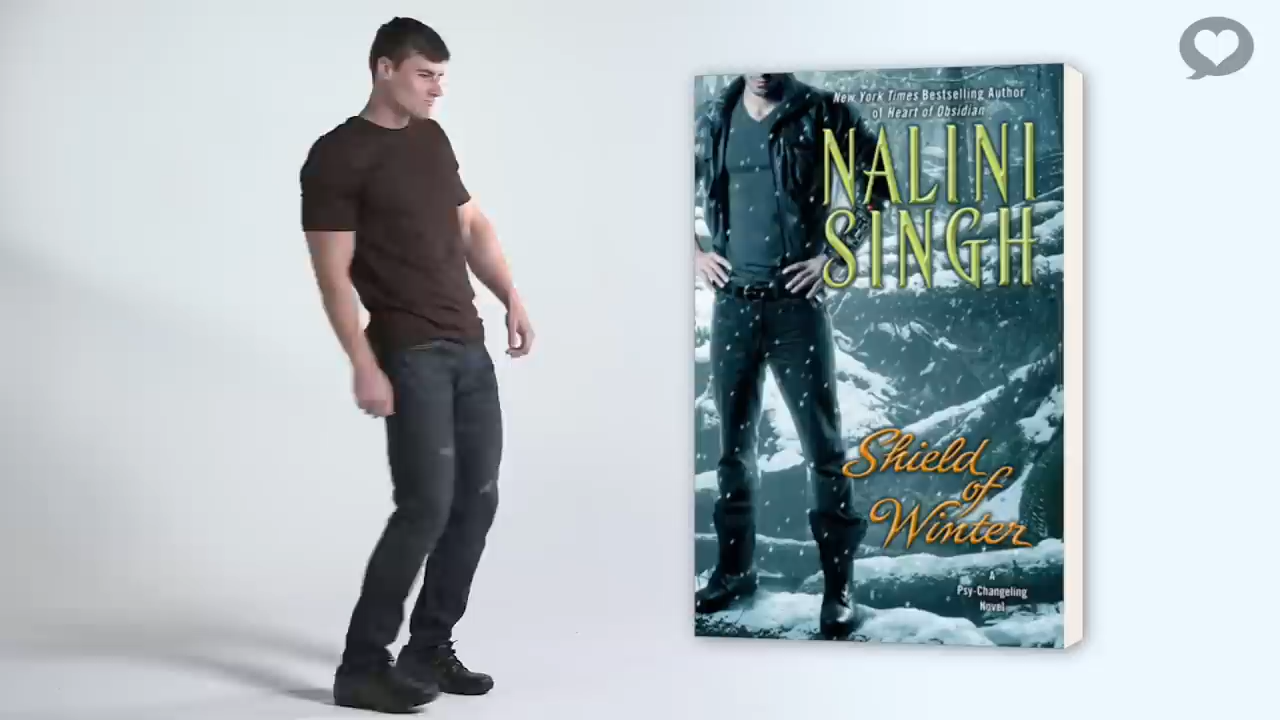 New York Times Bestselling Author
of Heart of Obsidian
NALINI
SINGH
Shield
of
Winter
A
Psy-Changeling
Novel